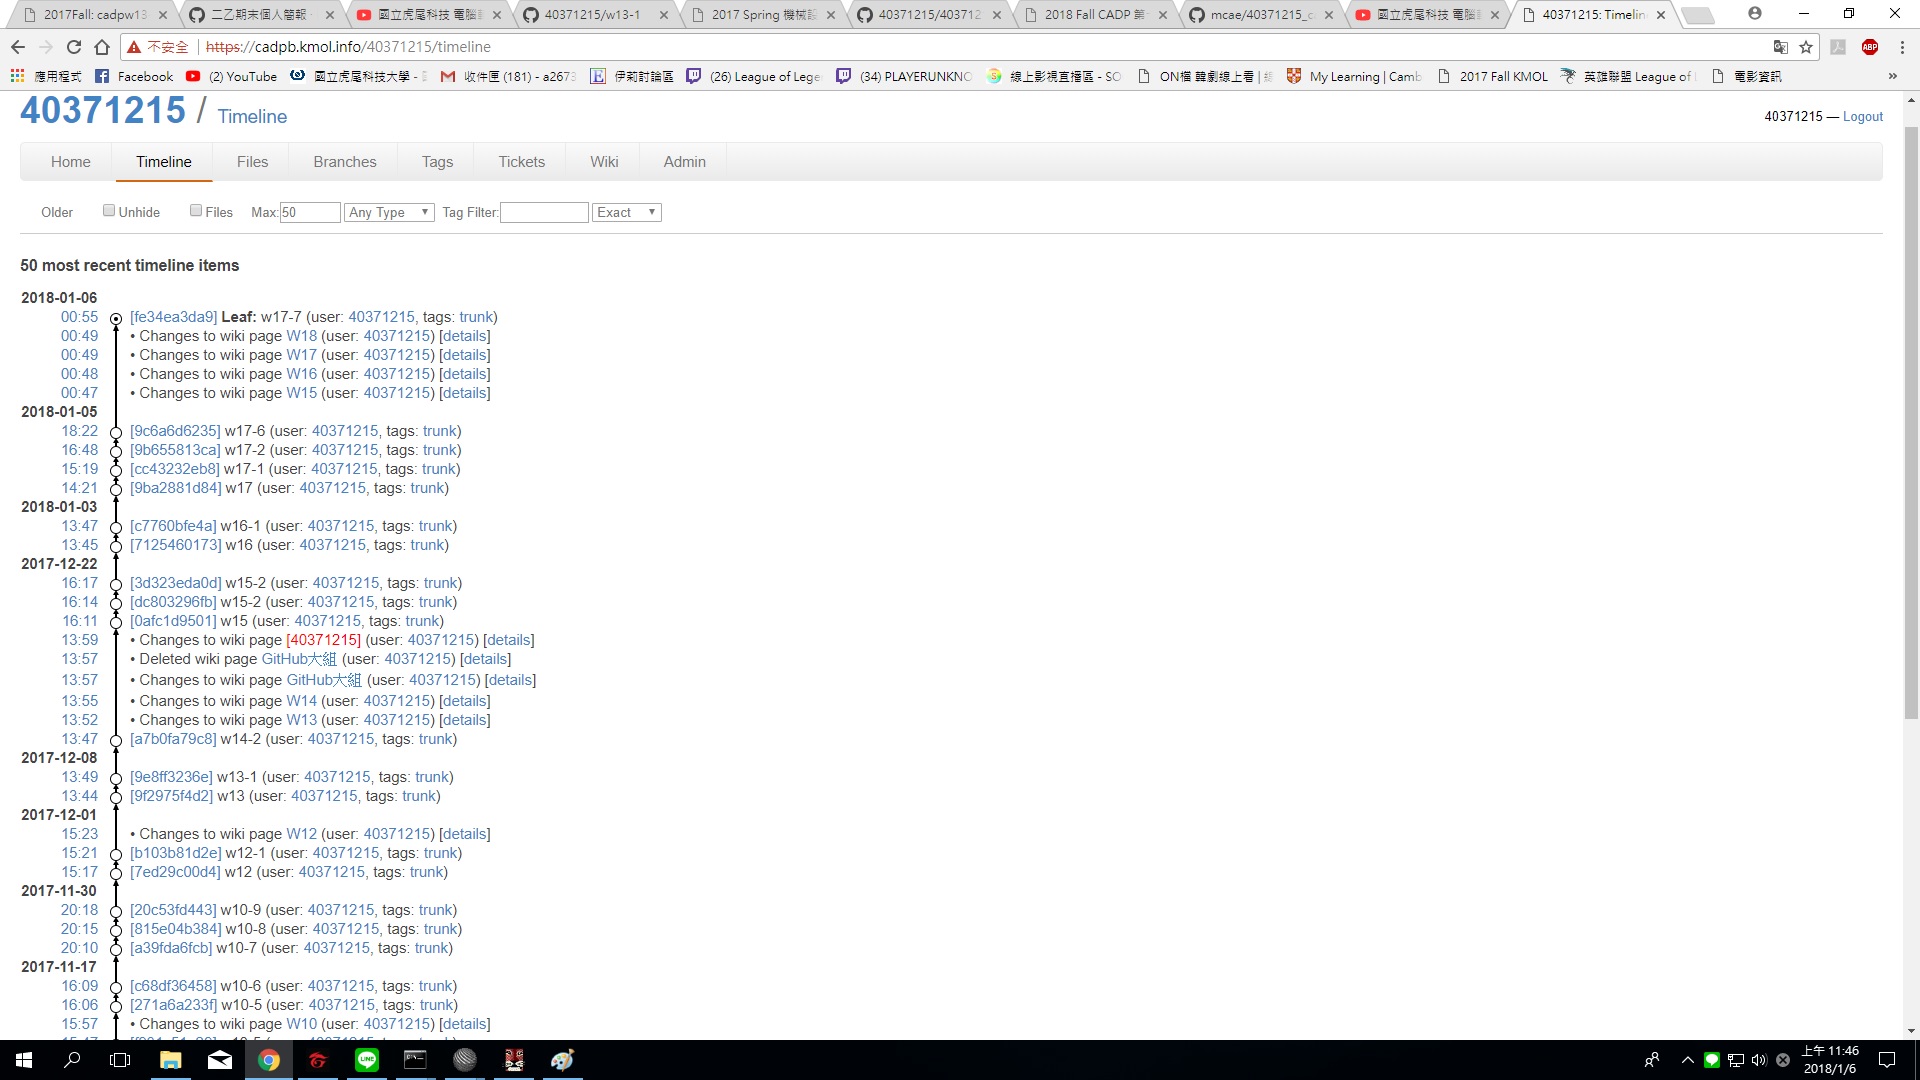 2017Fall: cadpw13
二乙期末個人簡報
國立虎尾科技 電腦
40371215/w13-1
2017 Spring 機械設
40371215/40371
2018 Fall CADP 第
mcae/40371215_c
國立虎尾科技 電腦
40371215: Timelin
不安全 | https://cadpb.kmol.info/40371215/timeline
應用程式 Facebook (2) YouTube 國立虎尾科技大學 - 收件匣 (181) - a2673 伊莉討論區 (26) League of Lege (34) PLAYERUNKNO 線上影視直播區 - SO ON檔 韓劇線上看 | My Learning | Camb 2017 Fall KMOL 英雄聯盟 League of L 電影資訊 »
40371215 / Timeline
40371215 — Logout
Home Timeline Files Branches Tags Tickets Wiki Admin
Older Unhide Files Max: 50 Any Type Tag Filter: Exact
50 most recent timeline items
2018-01-06
00:55 [fe34ea3da9] Leaf: w17-7 (user: 40371215, tags: trunk)
00:49 • Changes to wiki page W18 (user: 40371215) [details]
00:49 • Changes to wiki page W17 (user: 40371215) [details]
00:48 • Changes to wiki page W16 (user: 40371215) [details]
00:47 • Changes to wiki page W15 (user: 40371215) [details]
2018-01-05
18:22 [9c6a6d6235] w17-6 (user: 40371215, tags: trunk)
16:48 [9b655813ca] w17-2 (user: 40371215, tags: trunk)
15:19 [cc43232eb8] w17-1 (user: 40371215, tags: trunk)
14:21 [9ba2881d84] w17 (user: 40371215, tags: trunk)
2018-01-03
13:47 [c7760bfe4a] w16-1 (user: 40371215, tags: trunk)
13:45 [7125460173] w16 (user: 40371215, tags: trunk)
2017-12-22
16:17 [3d323eda0d] w15-2 (user: 40371215, tags: trunk)
16:14 [dc803296fb] w15-2 (user: 40371215, tags: trunk)
16:11 [0afc1d9501] w15 (user: 40371215, tags: trunk)
13:59 • Changes to wiki page [40371215] (user: 40371215) [details]
13:57 • Deleted wiki page GitHub大組 (user: 40371215) [details]
13:57 • Changes to wiki page GitHub大組 (user: 40371215) [details]
13:55 • Changes to wiki page W14 (user: 40371215) [details]
13:52 • Changes to wiki page W13 (user: 40371215) [details]
13:47 [a7b0fa79c8] w14-2 (user: 40371215, tags: trunk)
2017-12-08
13:49 [9e8ff3236e] w13-1 (user: 40371215, tags: trunk)
13:44 [9f2975f4d2] w13 (user: 40371215, tags: trunk)
2017-12-01
15:23 • Changes to wiki page W12 (user: 40371215) [details]
15:21 [b103b81d2e] w12-1 (user: 40371215, tags: trunk)
15:17 [7ed29c00d4] w12 (user: 40371215, tags: trunk)
2017-11-30
20:18 [20c53fd443] w10-9 (user: 40371215, tags: trunk)
20:15 [815e04b384] w10-8 (user: 40371215, tags: trunk)
20:10 [a39fda6fcb] w10-7 (user: 40371215, tags: trunk)
2017-11-17
16:09 [c68df36458] w10-6 (user: 40371215, tags: trunk)
16:06 [271a6a233f] w10-5 (user: 40371215, tags: trunk)
15:57 • Changes to wiki page W10 (user: 40371215) [details]
上午 11:46
2018/1/6